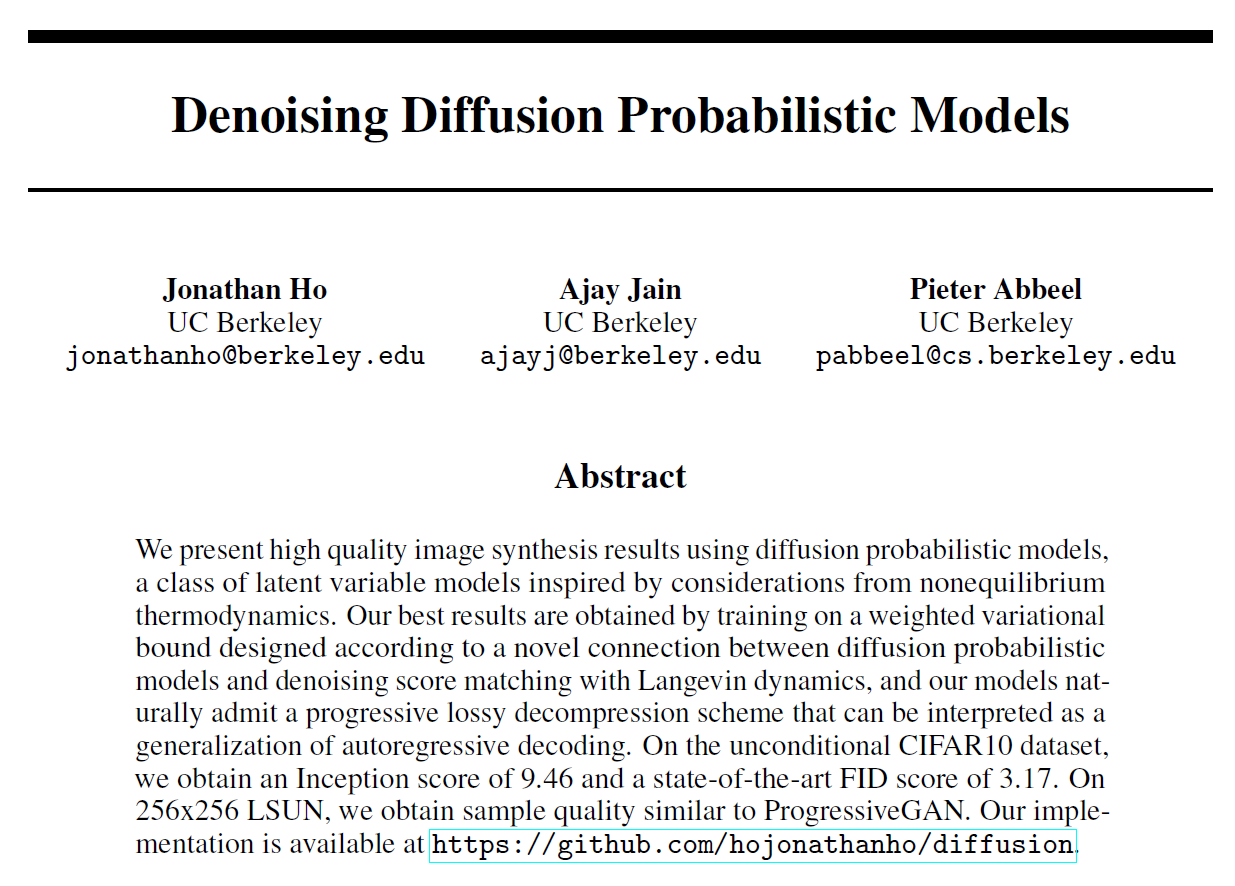 Denoising Diffusion Probabilistic Models
Jonathan Ho Ajay Jain Pieter Abbeel
UC Berkeley UC Berkeley UC Berkeley
jonathanho@berkeley.edu ajayj@berkeley.edu pabbeel@cs.berkeley.edu
Abstract
We present high quality image synthesis results using diffusion probabilistic models,
a class of latent variable models inspired by considerations from nonequilibrium
thermodynamics. Our best results are obtained by training on a weighted variational
bound designed according to a novel connection between diffusion probabilistic
models and denoising score matching with Langevin dynamics, and our models nat-
urally admit a progressive lossy decompression scheme that can be interpreted as a
generalization of autoregressive decoding. On the unconditional CIFAR10 dataset,
we obtain an Inception score of 9.46 and a state-of-the-art FID score of 3.17. On
256x256 LSUN, we obtain sample quality similar to ProgressiveGAN. Our imple-
mentation is available at https://github.com/hojonathanho/diffusion.